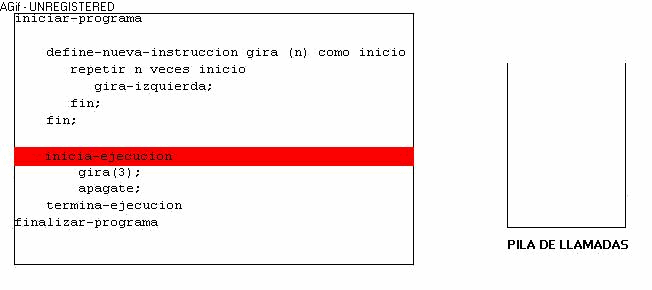 AGif - UNREGISTERED
iniciar-programa
define-nueva-instruccion gira (n) como inicio
repetir n veces inicio
gira-izquierda;
fin;
fin;
inicia-ejecucion
gira(3);
apagate;
termina-ejecucion
finalizar-programa
PILA DE LLAMADAS